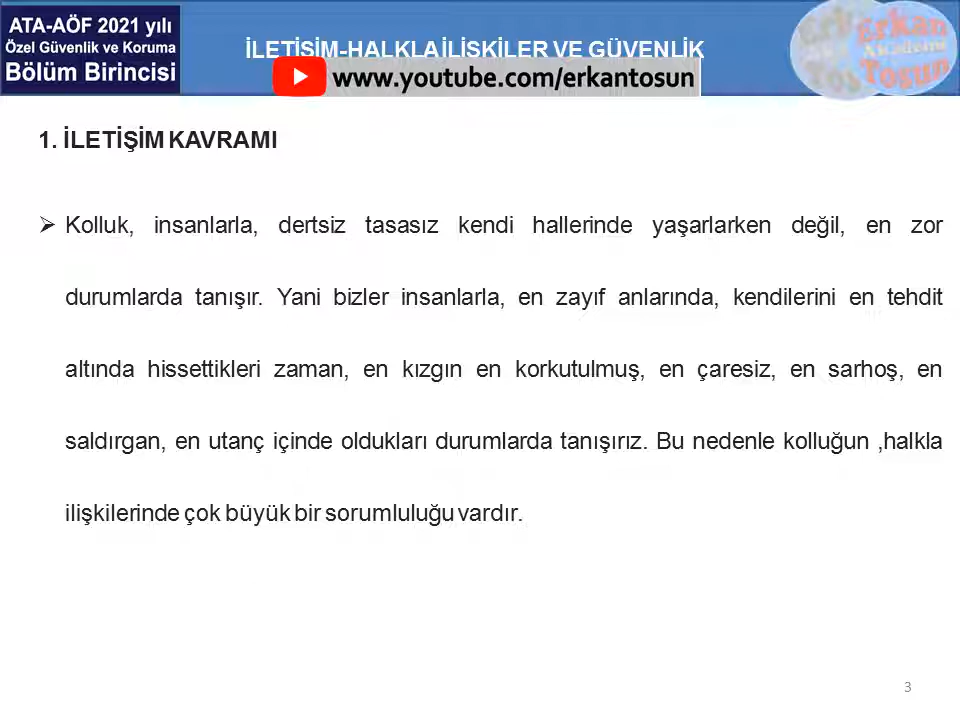 ATA-AÖF 2021 yılı
Özel Güvenlik ve Koruma
Bölüm Birincisi
İLETİŞİM-HALKLA İLİŞKİLER VE GÜVENLİK
www.youtube.com/erkantosun
Erkan
Akademi
Tosun
1. İLETİŞİM KAVRAMI
➢ Kolluk, insanlarla, dertsiz tasasız kendi hallerinde yaşarlarken değil, en zor
durumlarda tanışır. Yani bizler insanlarla, en zayıf anlarında, kendilerini en tehdit
altında hissettikleri zaman, en kızgın en korkutulmuş, en çaresiz, en sarhoş, en
saldırgan, en utanç içinde oldukları durumlarda tanışırız. Bu nedenle kolluğun ,halkla
ilişkilerinde çok büyük bir sorumluluğu vardır.
3